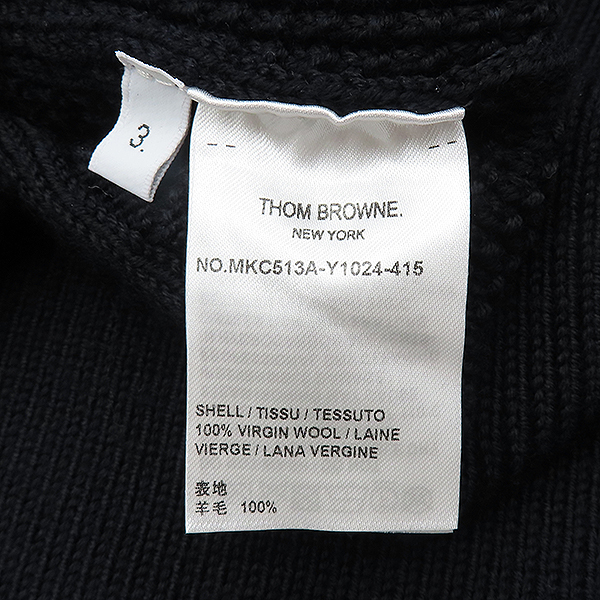 3.
THOM BROWNE.
NEW YORK
NO.MKC513A-Y1024-415
SHELL / TISSU / TESSUTO
100% VIRGIN WOOL / LAINE
VIERGE / LANA VERGINE
表地
羊毛 100%